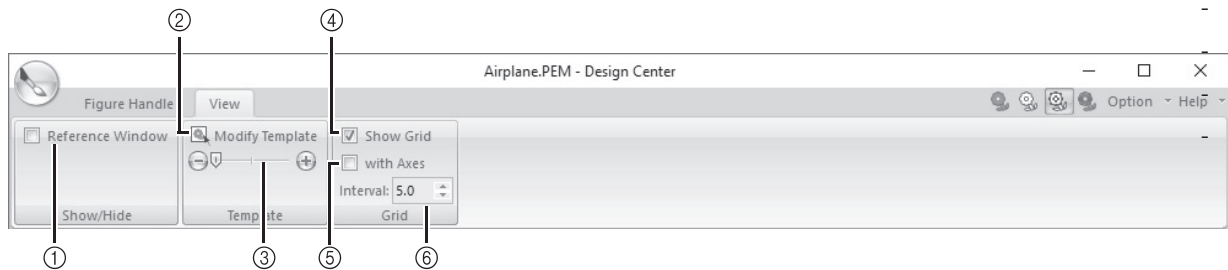 ② ④
Airplane.PEM - Design Center
Figure Handle View Option Help
Reference Window Modify Template Show Grid
with Axes
Interval: 5.0
Show/Hide Template Grid
① ③ ⑤ ⑥